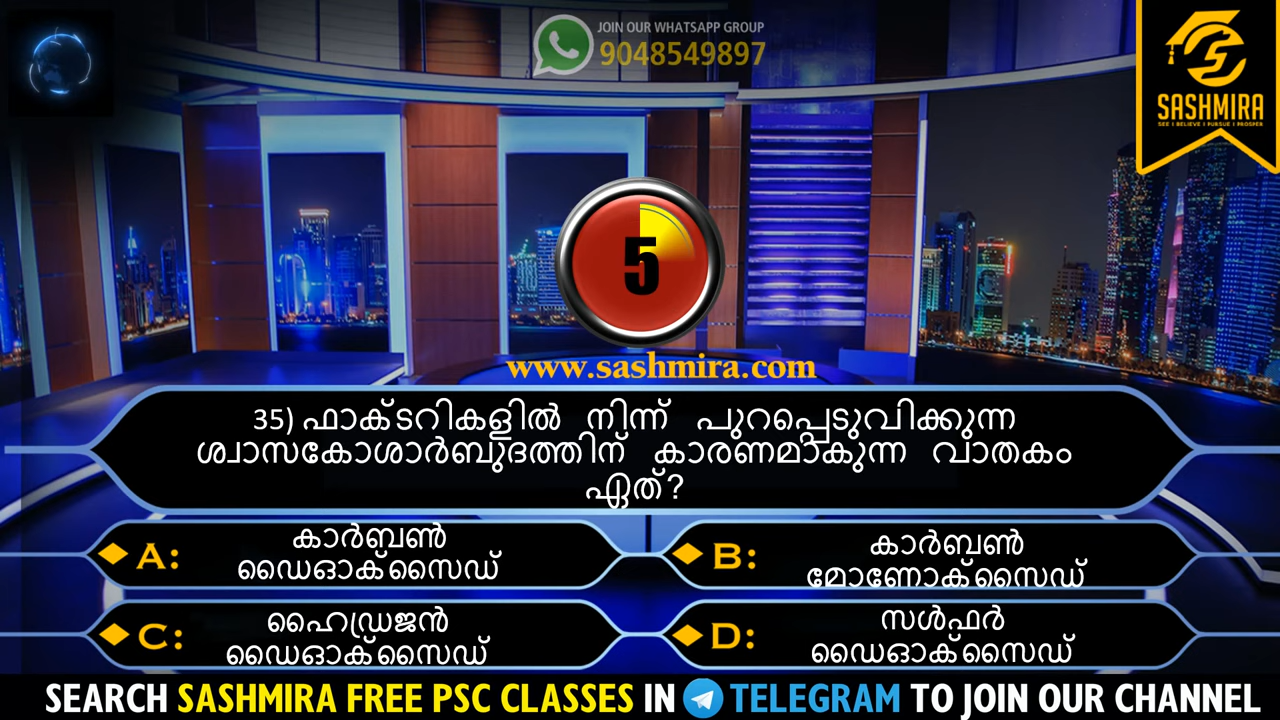 JOIN OUR WHATSAPP GROUP
9048549897
SASHMIRA
SEE I BELIEVE I PURSUE I PROSPER
5
www.sashmira.com
35) ഫാക്ടറികളിൽ നിന്ന് പുറപ്പെടുവിക്കുന്ന
ശ്വാസകോശാർബുദത്തിന് കാരണമാകുന്ന വാതകം
ഏത്?
A: കാർബൺ
ഡൈഓക്സൈഡ്
B: കാർബൺ
മോണോക്സൈഡ്
C: ഹൈഡ്രജൻ
ഡൈഓക്സൈഡ്
D: സൾഫർ
ഡൈഓക്സൈഡ്
SEARCH SASHMIRA FREE PSC CLASSES IN TELEGRAM TO JOIN OUR CHANNEL